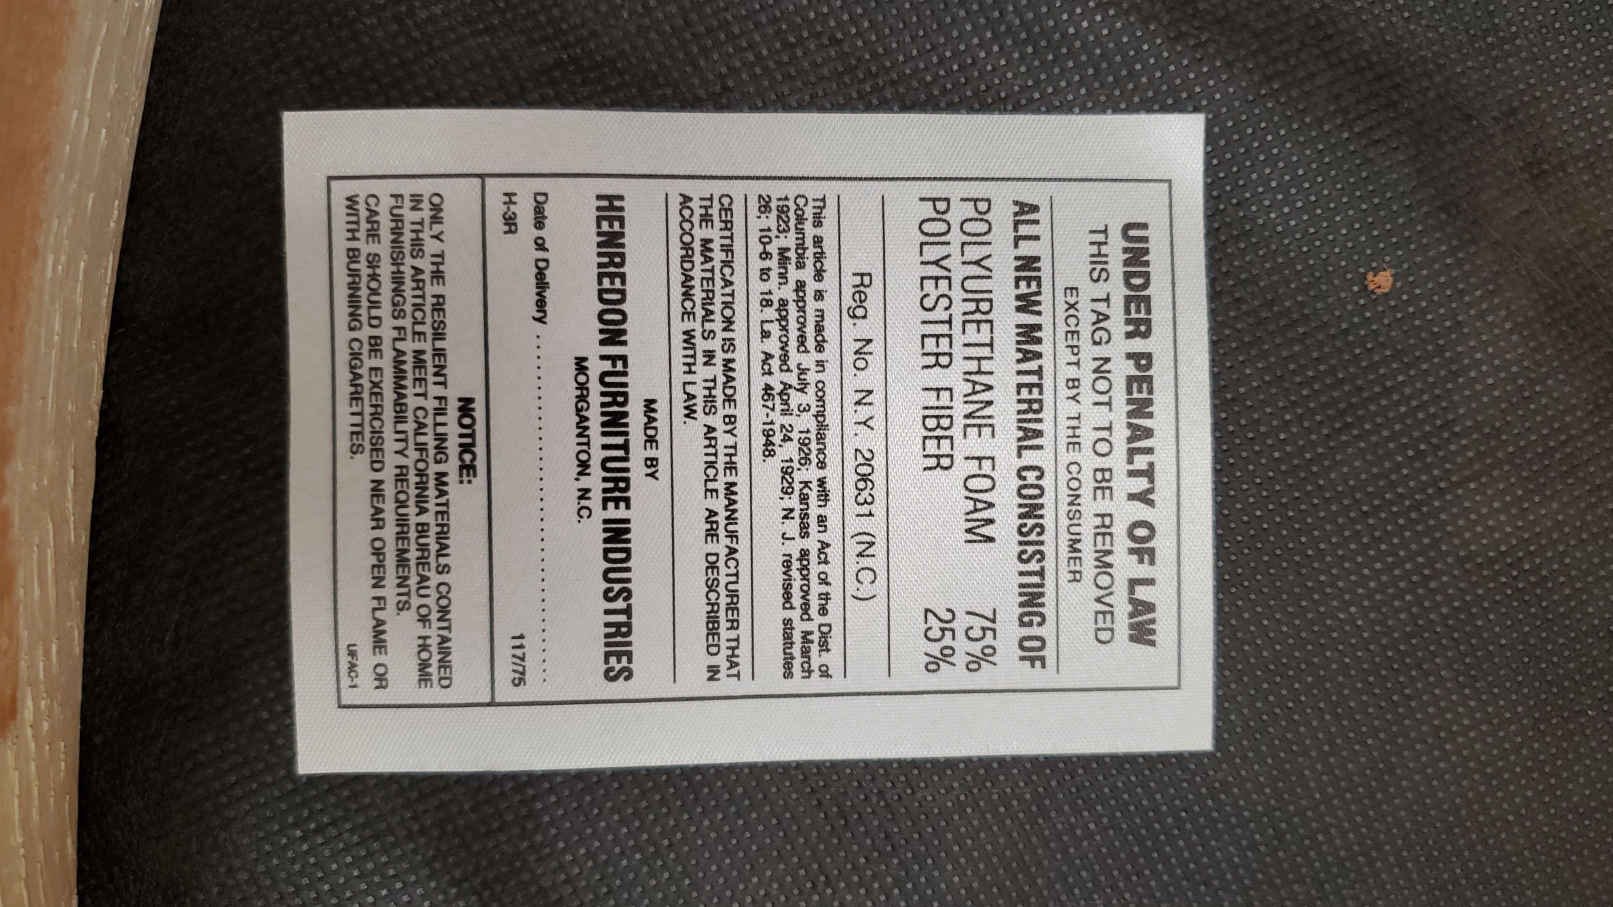 UNDER PENALTY OF LAW
THIS TAG NOT TO BE REMOVED
EXCEPT BY THE CONSUMER
ALL NEW MATERIAL CONSISTING OF
POLYURETHANE FOAM 75%
POLYESTER FIBER 25%
Reg. No. N.Y. 20631 (N.C.)
This article is made in compliance with an Act of the Dist. of
Columbia approved July 3, 1926; Kansas approved March
1923; Minn. approved April 24, 1929; N. J. revised statutes
26; 10-6 to 18. La. Act 467-1948.
CERTIFICATION IS MADE BY THE MANUFACTURER THAT
THE MATERIALS IN THIS ARTICLE ARE DESCRIBED IN
ACCORDANCE WITH LAW.
MADE BY
HENREDON FURNITURE INDUSTRIES
MORGANTON, N.C.
Date of Delivery ..............................
H-3R 117/75
NOTICE:
ONLY THE RESILIENT FILLING MATERIALS CONTAINED
IN THIS ARTICLE MEET CALIFORNIA BUREAU OF HOME
FURNISHINGS FLAMMABILITY REQUIREMENTS.
CARE SHOULD BE EXERCISED NEAR OPEN FLAME OR
WITH BURNING CIGARETTES. UFAC-1